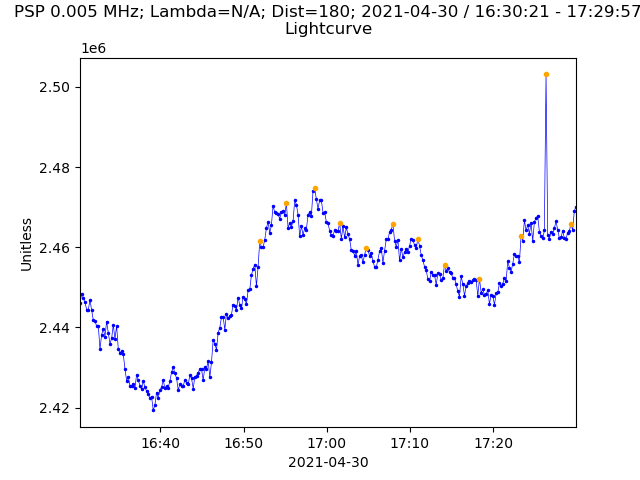 PSP 0.005 MHz; Lambda=N/A; Dist=180; 2021-04-30 / 16:30:21 - 17:29:57
Lightcurve
1e6
2.50
2.48
2.46
2.44
2.42
Unitless
16:40 16:50 17:00 17:10 17:20
2021-04-30